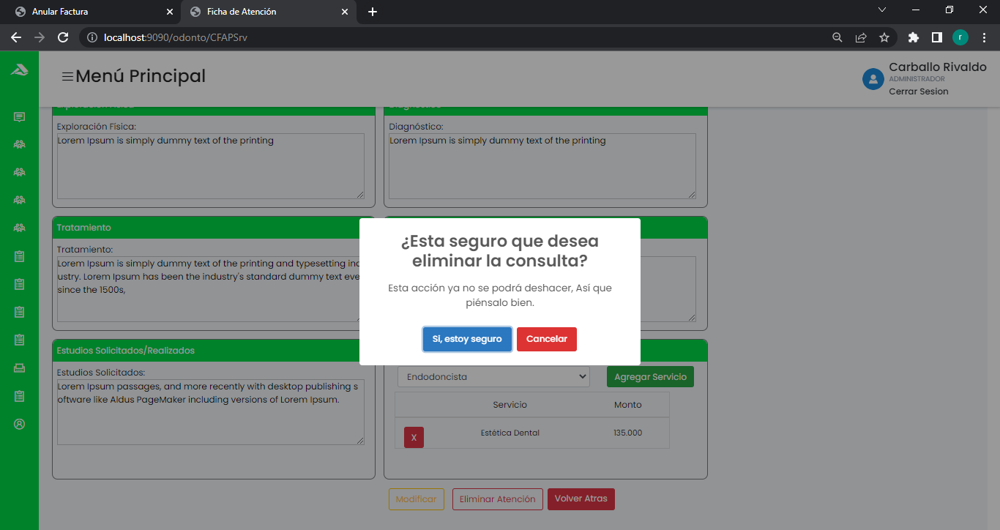 Anular Factura
Ficha de Atención
localhost:9090/odonto/CFAPSrv
r
Menú Principal
Carballo Rivaldo
ADMINISTRADOR
Cerrar Sesion
Exploración Física:
Lorem Ipsum is simply dummy text of the printing
Diagnóstico:
Lorem Ipsum is simply dummy text of the printing
Tratamiento
Tratamiento:
Lorem Ipsum is simply dummy text of the printing and typesetting
ustry. Lorem Ipsum has been the industry's standard dummy text
since the 1500s,
¿Esta seguro que desea
eliminar la consulta?
Esta acción ya no se podrá deshacer, Así que
piénsalo bien.
Si, estoy seguro
Cancelar
Estudios Solicitados/Realizados
Estudios Solicitados:
Lorem Ipsum passages, and more recently with desktop publishing s
oftware like Aldus PageMaker including versions of Lorem Ipsum.
Endodoncista
Agregar Servicio
Servicio Monto
X Estética Dental 135.000
Modificar
Eliminar Atención
Volver Atras